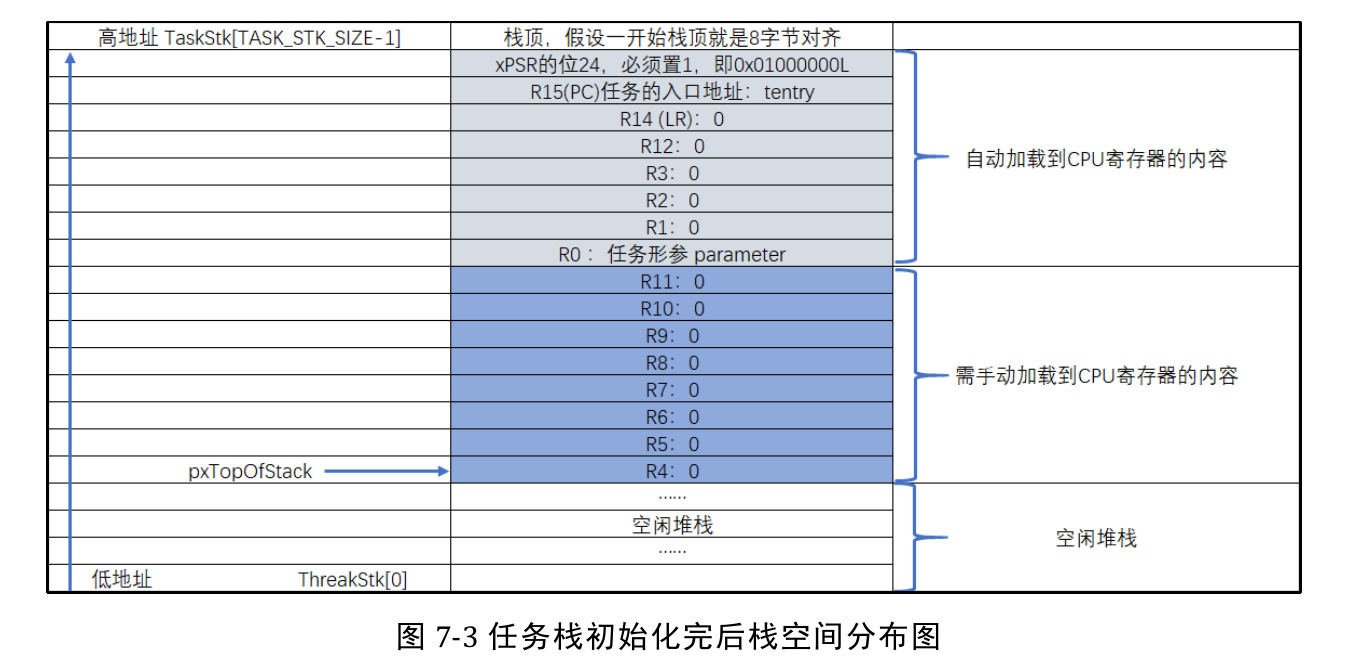 高地址 TaskStk[TASK_STK_SIZE-1] 栈顶，假设一开始栈顶就是8字节对齐
xPSR的位24，必须置1，即0x01000000L
R15(PC)任务的入口地址：tentry
R14 (LR)：0
R12：0
R3：0
R2：0
R1：0
R0 ：任务形参 parameter
自动加载到CPU寄存器的内容
R11：0
R10：0
R9：0
R8：0
R7：0
R6：0
R5：0
pxTopOfStack R4：0
需手动加载到CPU寄存器的内容
……
空闲堆栈
……
空闲堆栈
低地址 ThreakStk[0]
图 7-3 任务栈初始化完后栈空间分布图